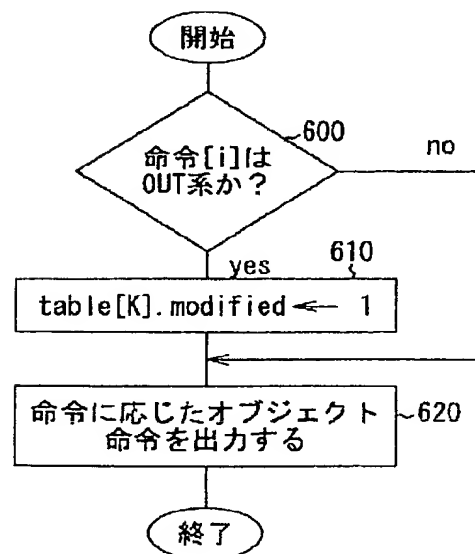 開始
600
命令[i]は
OUT系か？
no
yes
610
table[K].modified ← 1
命令に応じたオブジェクト
命令を出力する
620
終了